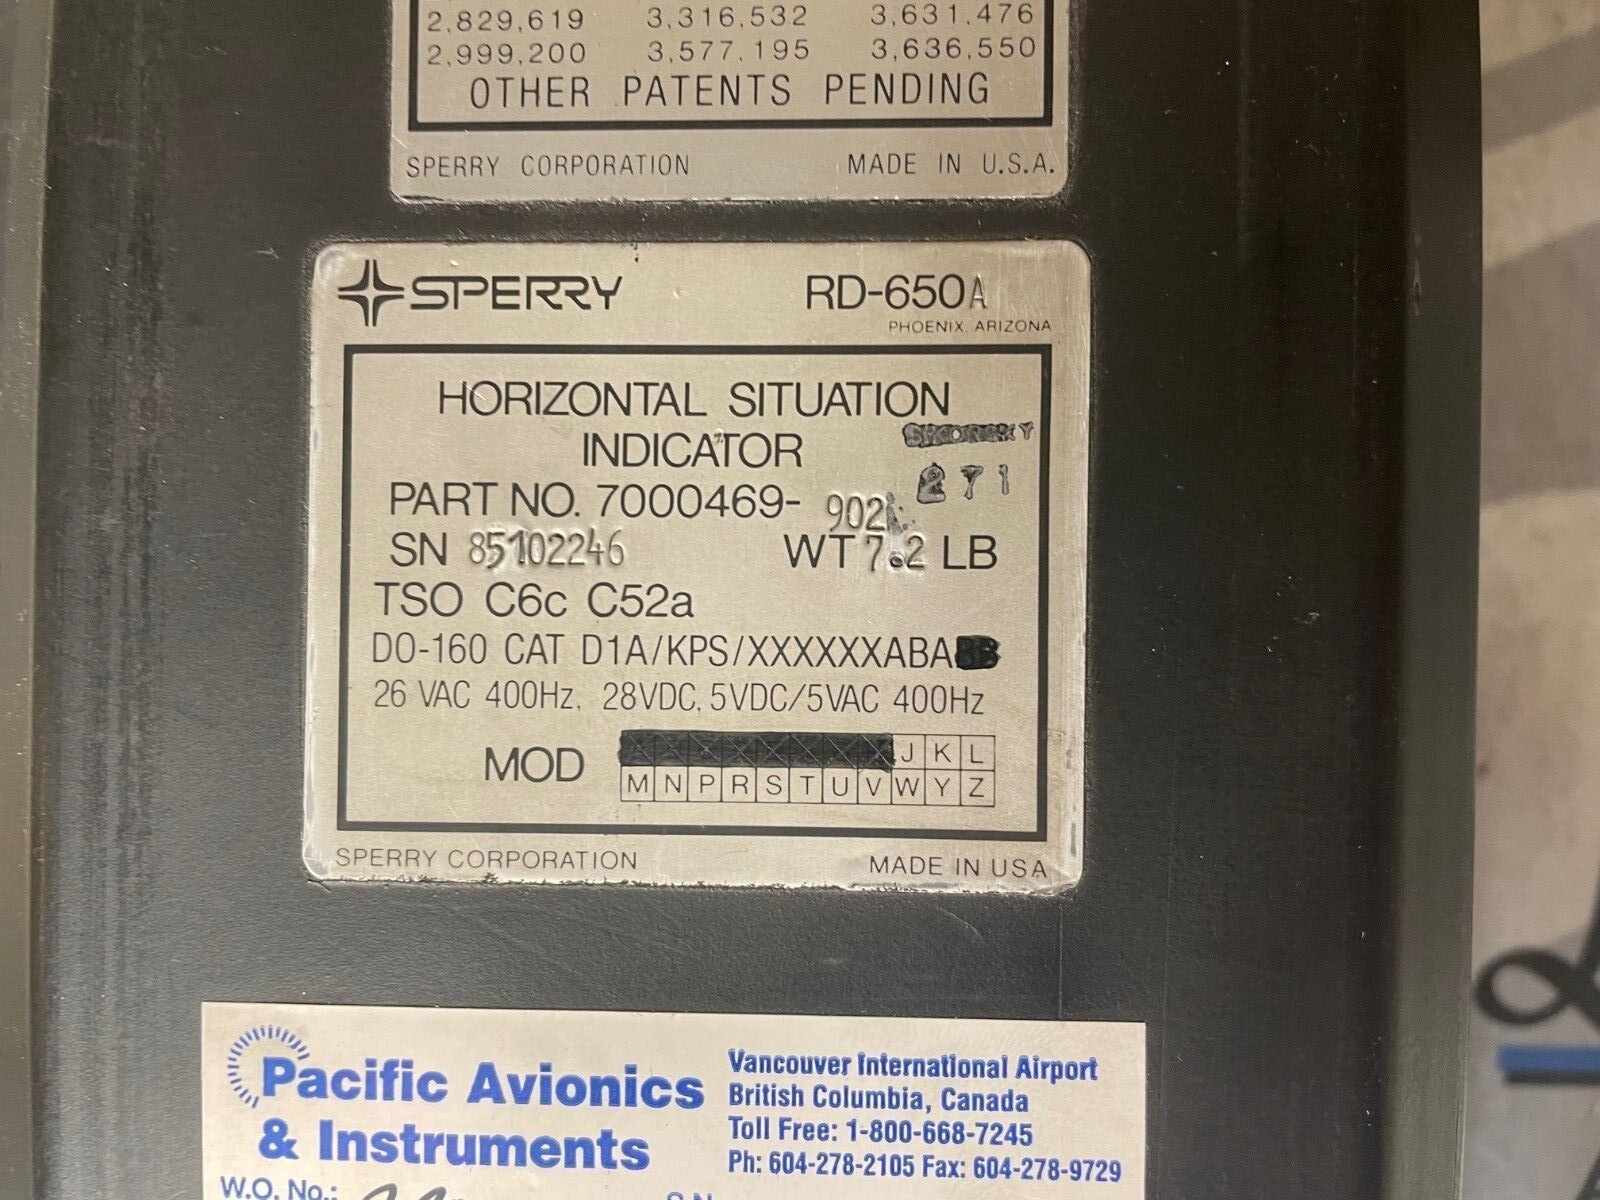 2,829,619 3,316,532 3,631,476
2,999,200 3,577,195 3,636,550
OTHER PATENTS PENDING
SPERRY CORPORATION MADE IN U.S.A.
SPERRY RD-650A
PHOENIX, ARIZONA
HORIZONTAL SITUATION
INDICATOR
271
PART NO. 7000469-902
SN 85102246 WT 7.2 LB
TSO C6c C52a
DO-160 CAT D1A/KPS/XXXXXXABA
26 VAC 400Hz, 28VDC, 5VDC/5VAC 400Hz
MOD J K L
M N P R S T U V W Y Z
SPERRY CORPORATION MADE IN USA
Pacific Avionics
& Instruments
Vancouver International Airport
British Columbia, Canada
Toll Free: 1-800-668-7245
Ph: 604-278-2105 Fax: 604-278-9729
W.O. No.: